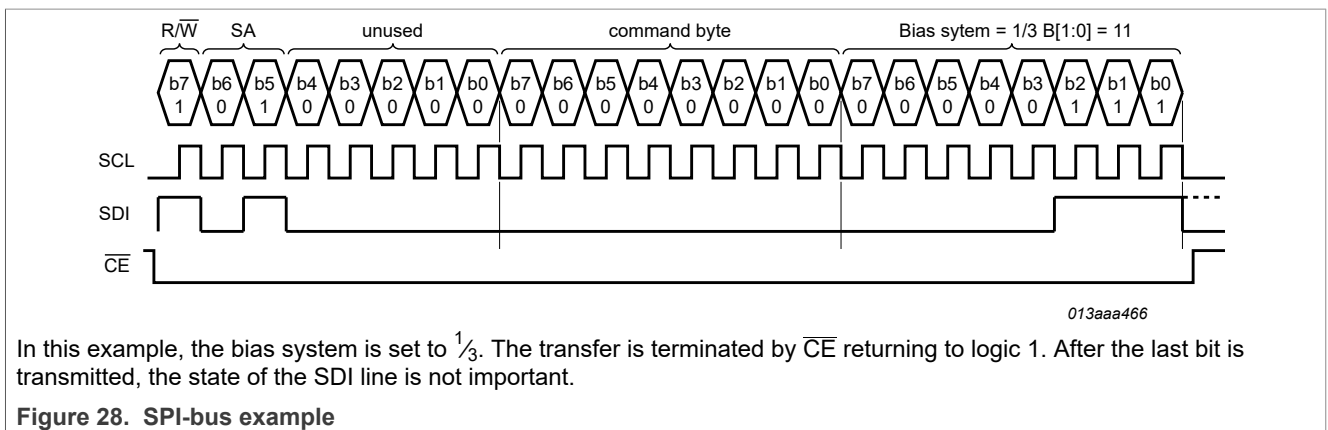 R/W SA unused command byte Bias sytem = 1/3 B[1:0] = 11
b7 b6 b5 b4 b3 b2 b1 b0 b7 b6 b5 b4 b3 b2 b1 b0 b7 b6 b5 b4 b3 b2 b1 b0
1 0 1 0 0 0 0 0 0 0 0 0 0 0 0 0 0 0 0 0 0 1 1 1
SCL
SDI
CE
013aaa466
In this example, the bias system is set to 1/3. The transfer is terminated by CE returning to logic 1. After the last bit is
transmitted, the state of the SDI line is not important.
Figure 28. SPI-bus example